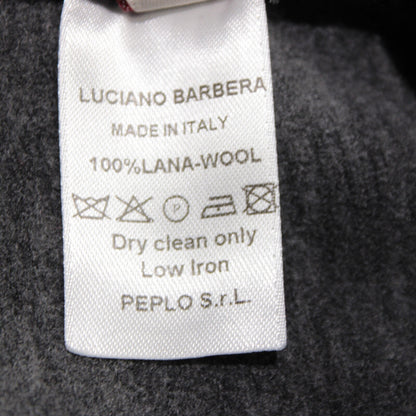 LUCIANO BARBERA
MADE IN ITALY
100%LANA-WOOL
P
Dry clean only
Low Iron
PEPLO S.r.L.